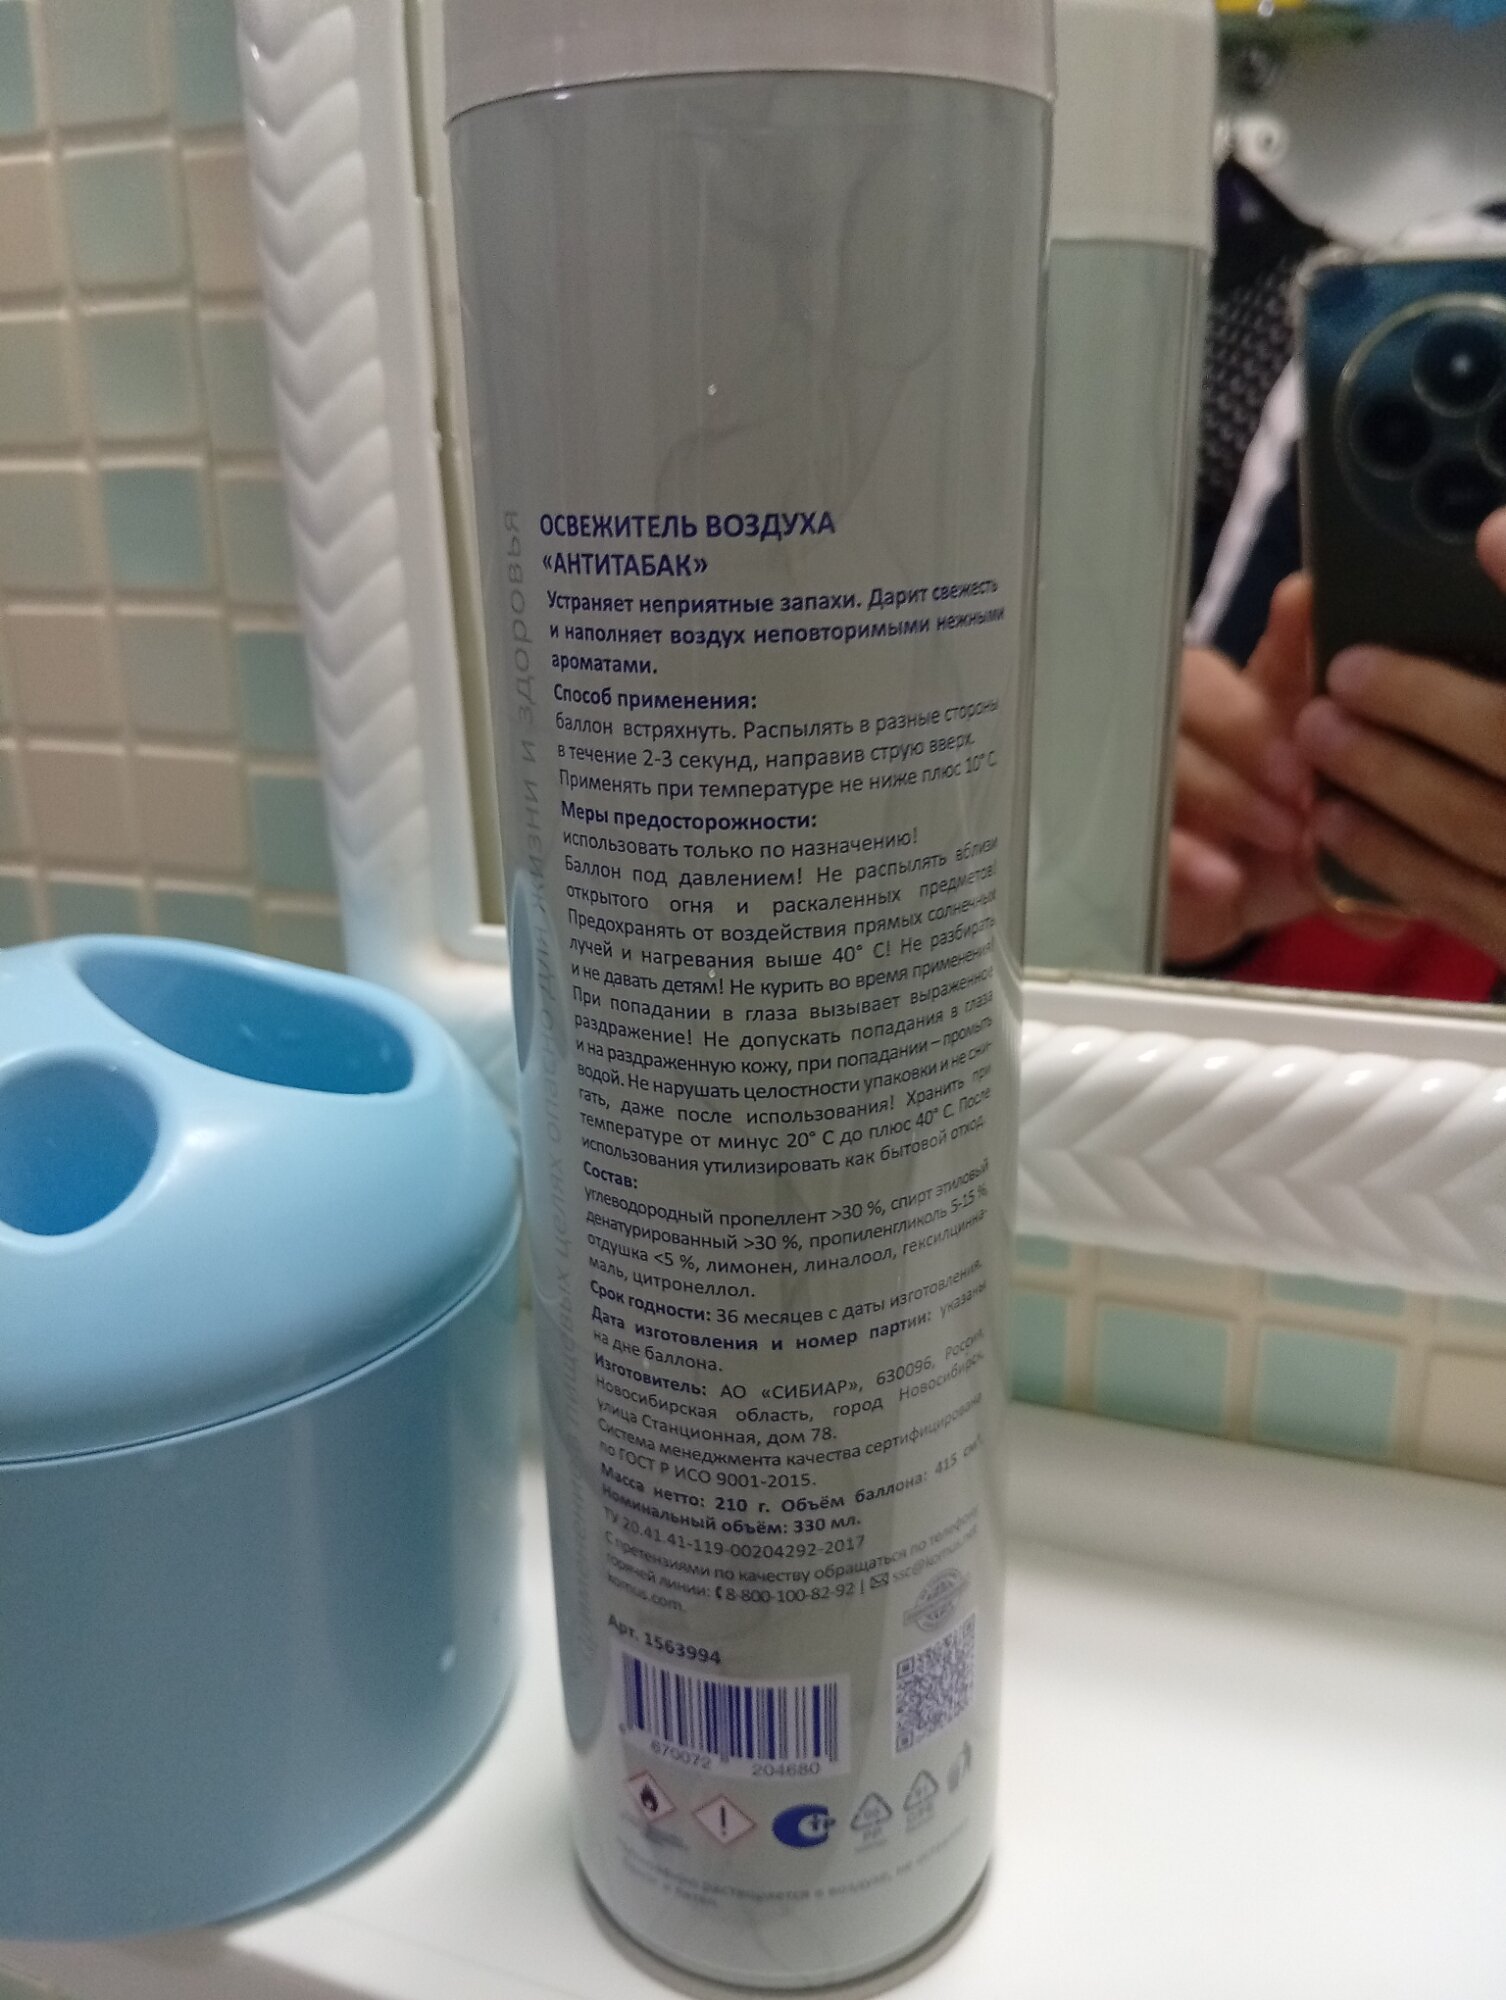 ОСВЕЖИТЕЛЬ ВОЗДУХА
«АНТИТАБАК»
Устраняет неприятные запахи. Дарит свежесть
и наполняет воздух неповторимыми нежными
ароматами.
Способ применения:
баллон встряхнуть. Распылять в разные стороны
в течение 2-3 секунд, направив струю вверх.
Применять при температуре не ниже плюс 10° С.
Меры предосторожности:
использовать только по назначению!
Баллон под давлением! Не распылять вблизи
открытого огня и раскаленных предметов!
Предохранять от воздействия прямых солнечных
лучей и нагревания выше 40° С! Не разбирать
и не давать детям! Не курить во время применения!
При попадании в глаза вызывает выраженное
раздражение! Не допускать попадания в глаза
и на раздраженную кожу, при попадании – промыть
водой. Не нарушать целостности упаковки и не сжи-
гать, даже после использования! Хранить при
температуре от минус 20° С до плюс 40° С. После
использования утилизировать как бытовой отход.
Состав:
углеводородный пропеллент >30 %, спирт этиловый
денатурированный >30 %, пропиленгликоль 5-15 %
отдушка <5 %, лимонен, линалоол, гексилцинна-
маль, цитронеллол.
Срок годности: 36 месяцев с даты изготовления.
Дата изготовления и номер партии: указаны
на дне баллона.
Изготовитель: АО «СИБИАР», 630096, Россия,
Новосибирская область, город Новосибирск,
улица Станционная, дом 78.
Система менеджмента качества сертифицирована
по ГОСТ Р ИСО 9001-2015.
Масса нетто: 210 г. Объём баллона: 415 см³.
Номинальный объём: 330 мл.
ТУ 20.41.41-119-00204292-2017
С претензиями по качеству обращаться по телефону
горячей линии: 8-800-100-82-92 | ssc@komus.net
komus.com
Арт. 1563994
670072 204680
жизни и здоровья